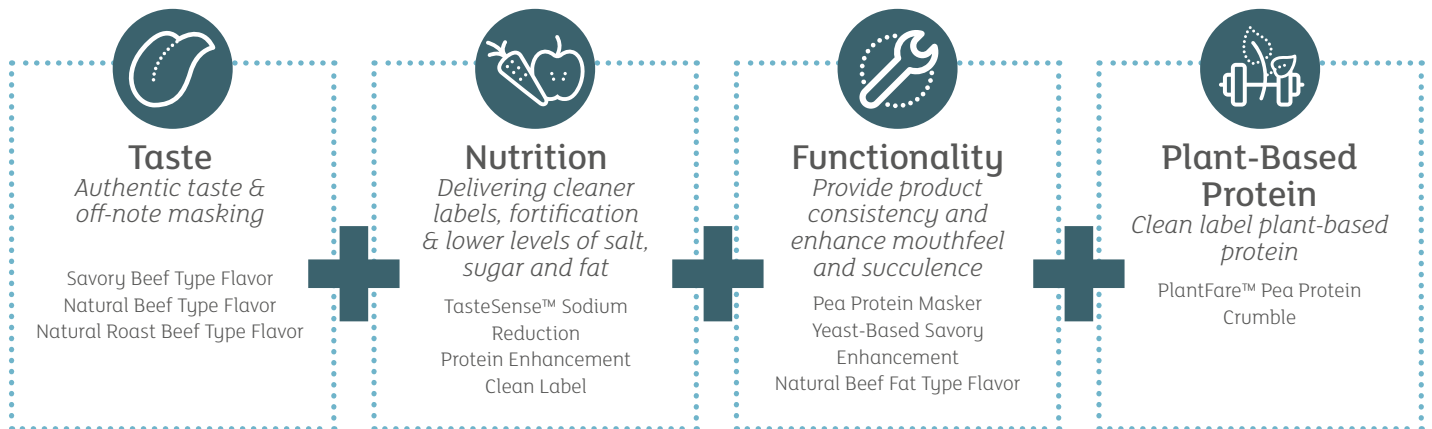 Taste
Authentic taste &
off-note masking
Savory Beef Type Flavor
Natural Beef Type Flavor
Natural Roast Beef Type Flavor
Nutrition
Delivering cleaner
labels, fortification
& lower levels of salt,
sugar and fat
TasteSense™ Sodium
Reduction
Protein Enhancement
Clean Label
Functionality
Provide product
consistency and
enhance mouthfeel
and succulence
Pea Protein Masker
Yeast-Based Savory
Enhancement
Natural Beef Fat Type Flavor
Plant-Based
Protein
Clean label plant-based
protein
PlantFare™ Pea Protein
Crumble